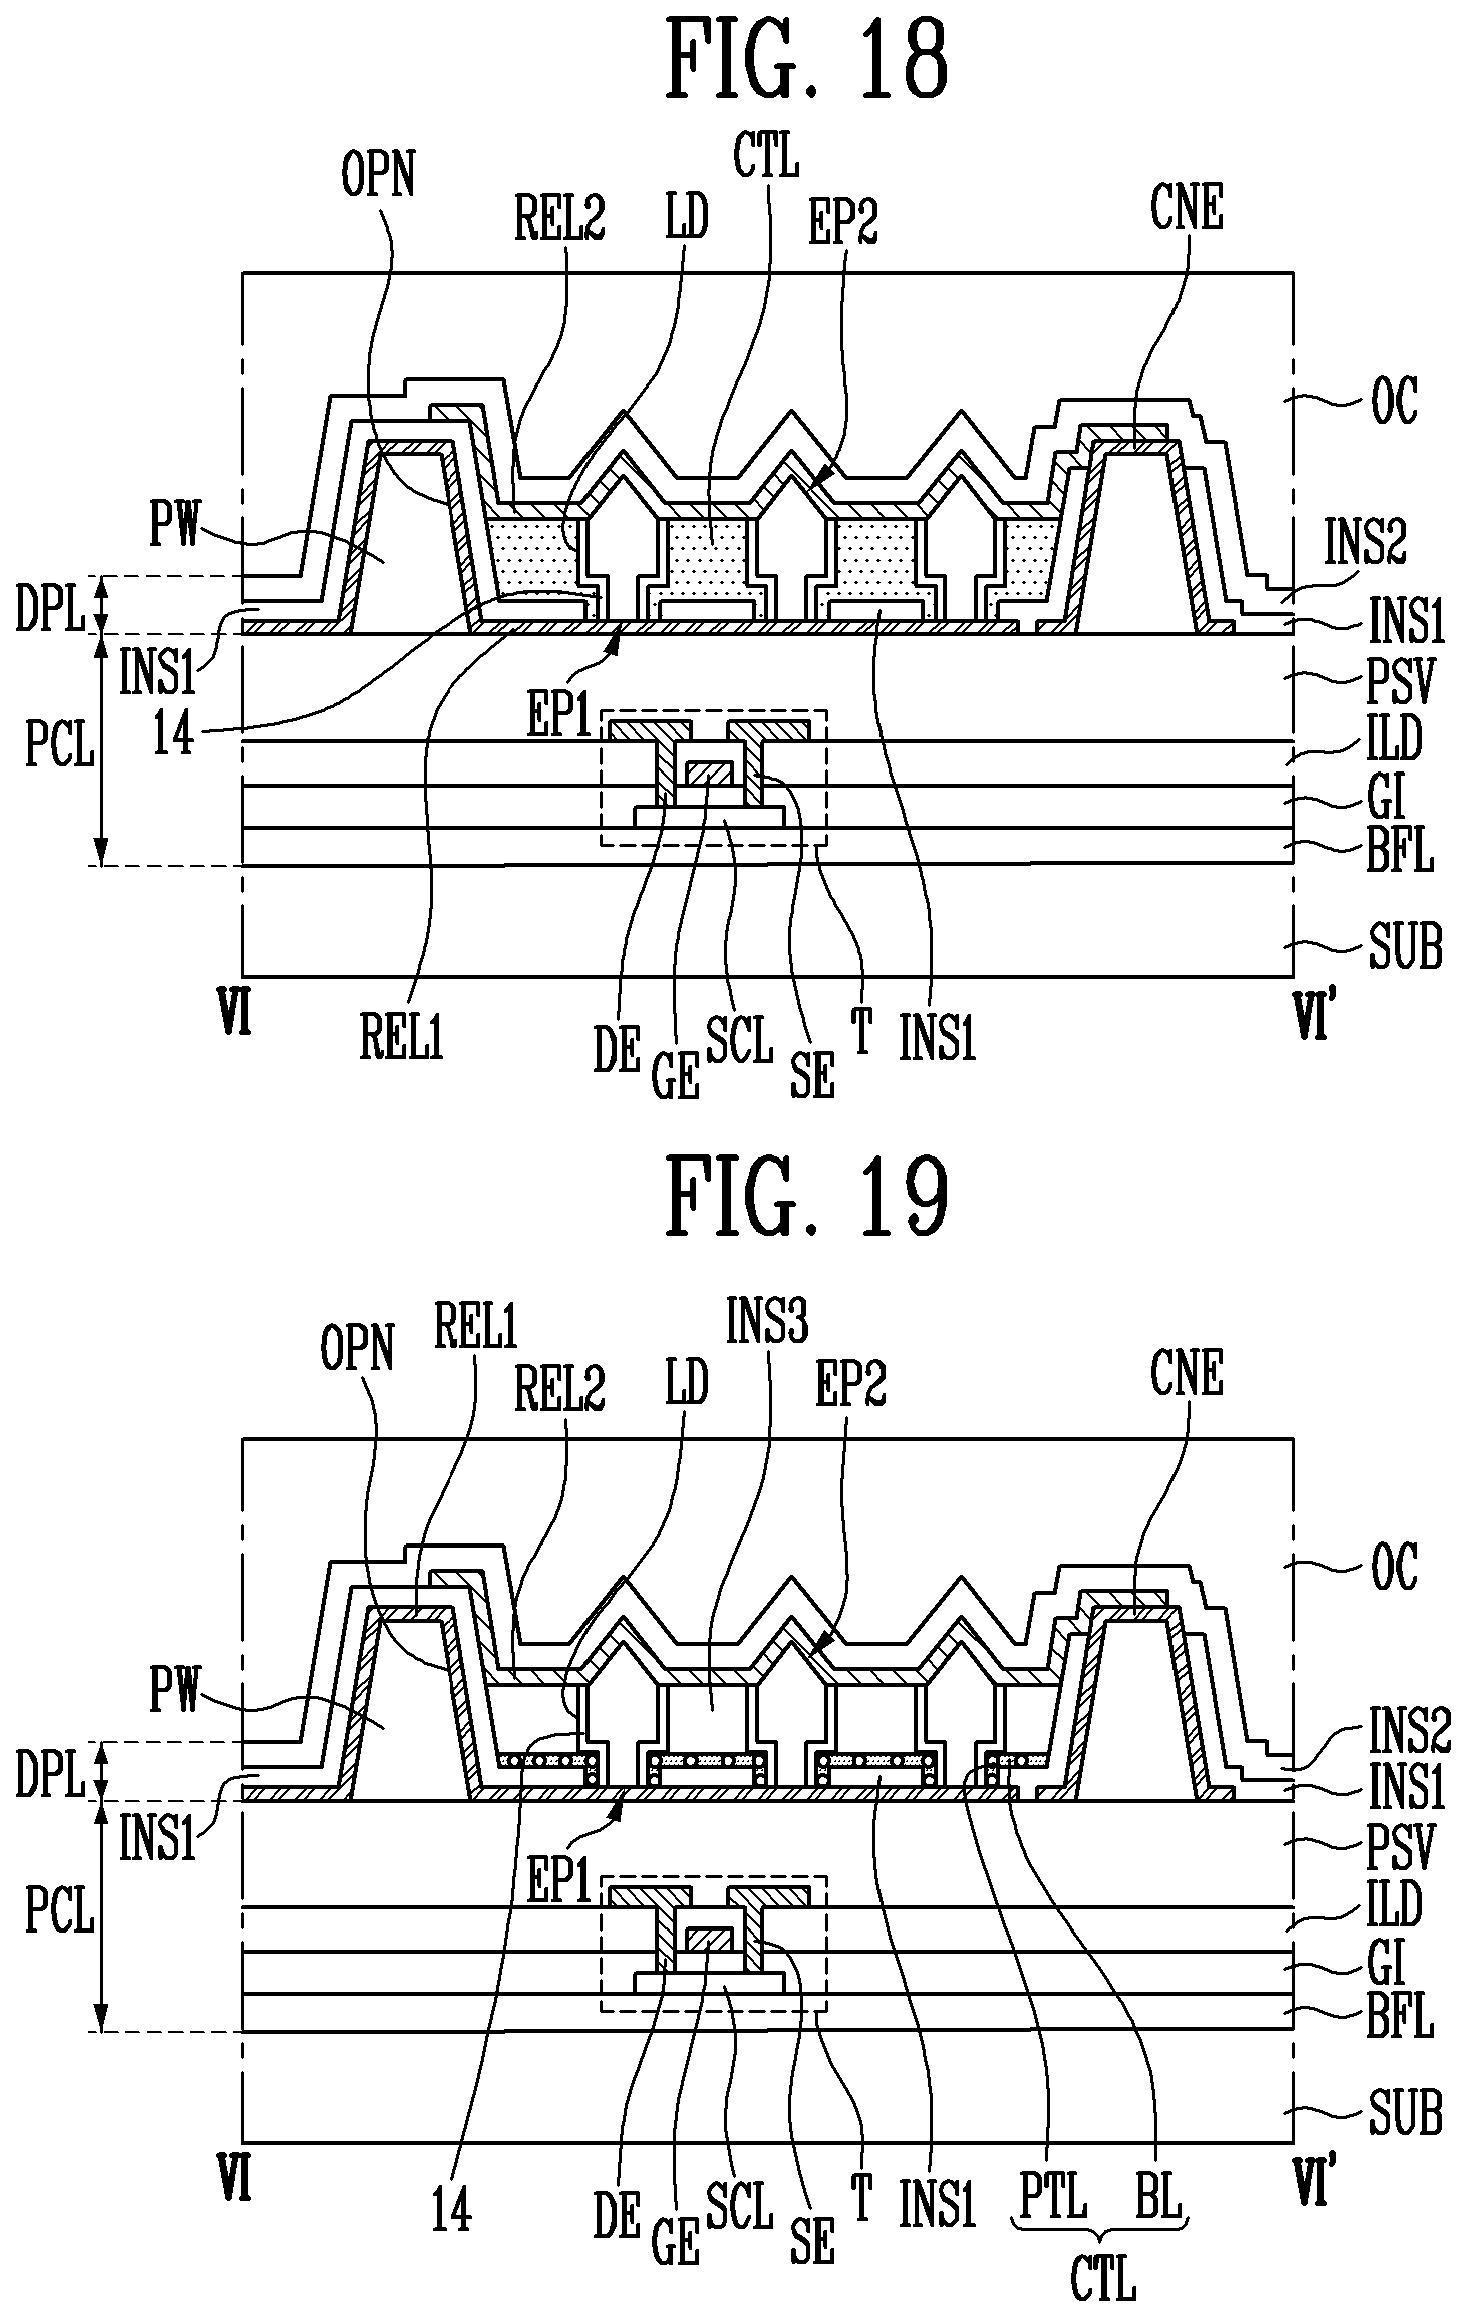 FIG. 18
OPN
REL2
LD
CTL
EP2
CNE
OC
PW
INS2
DPL
INS1
INS1
PSV
PCL
14
EP1
ILD
GI
BFL
SUB
VI
VI'
REL1
DE
GE
SCL
SE
T
INS1
FIG. 19
OPN
REL1
REL2
LD
INS3
EP2
CNE
OC
PW
INS2
DPL
INS1
INS1
PSV
PCL
EP1
ILD
GI
BFL
SUB
VI
VI'
14
DE
GE
SCL
SE
T
INS1
PTL
BL
CTL